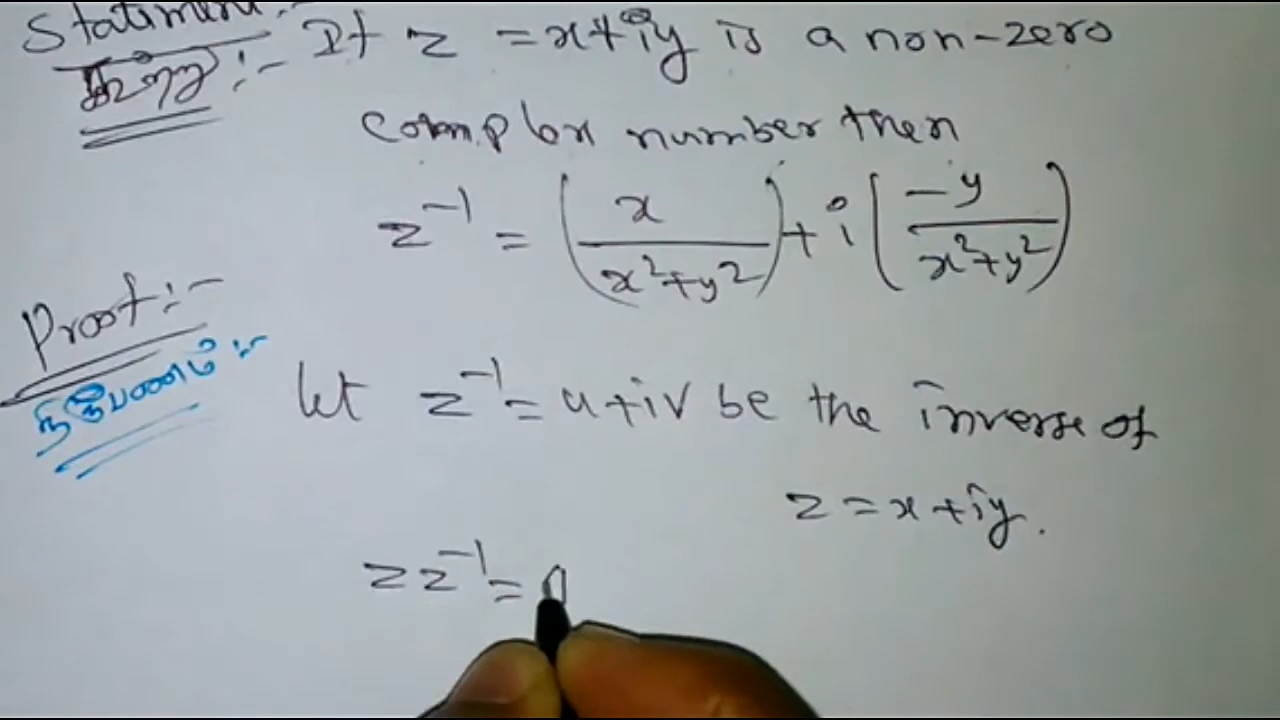 Statement:-
கூற்று :- If z = x+iy is a non-zero
complex number then
z⁻¹ = (x/(x²+y²)) + i(-y/(x²+y²))
Proof:-
நிரூபணம் :-
let z⁻¹ = u+iv be the inverse of
z = x+iy.
zz⁻¹ =